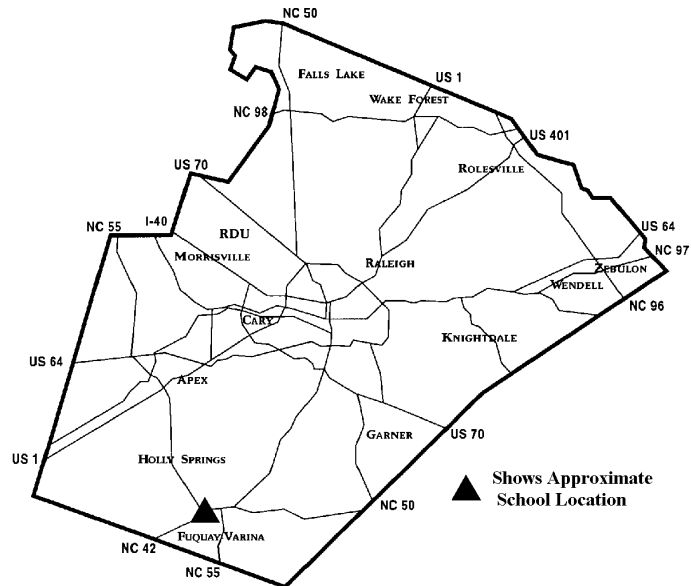 NC 50
FALLS LAKE
US 1
WAKE FOREST
NC 98
US 401
US 70
ROLESVILLE
NC 55
I-40
RDU
US 64
MORRISVILLE
RALEIGH
NC 97
ZEBULON
WENDELL
NC 96
CARY
KNIGHTDALE
US 64
APEX
GARNER
US 70
US 1
HOLLY SPRINGS
Shows Approximate
School Location
NC 50
FUQUAY VARINA
NC 42
NC 55